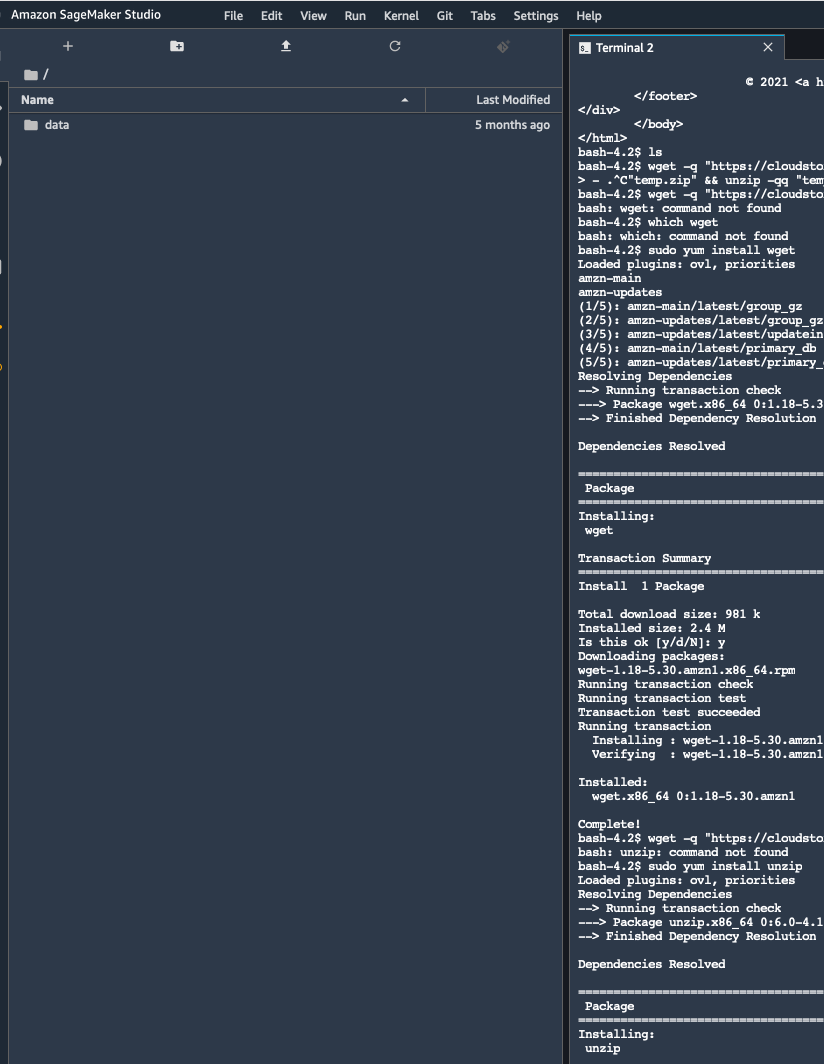 Amazon SageMaker Studio File Edit View Run Kernel Git Tabs Settings Help
Terminal 2
/
Name Last Modified
data 5 months ago
© 2021 <a h
</footer>
</div>
</body>
</html>
bash-4.2$ ls
bash-4.2$ wget -q "https://cloudsto
> - .^C"temp.zip" && unzip -qq "tem
bash-4.2$ wget -q "https://cloudsto
bash: wget: command not found
bash-4.2$ which wget
bash: which: command not found
bash-4.2$ sudo yum install wget
Loaded plugins: ovl, priorities
amzn-main
amzn-updates
(1/5): amzn-main/latest/group_gz
(2/5): amzn-updates/latest/group_gz
(3/5): amzn-updates/latest/updatein
(4/5): amzn-main/latest/primary_db
(5/5): amzn-updates/latest/primary_
Resolving Dependencies
--> Running transaction check
---> Package wget.x86_64 0:1.18-5.3
--> Finished Dependency Resolution

Dependencies Resolved

Package
Installing:
wget

Transaction Summary
Install 1 Package

Total download size: 981 k
Installed size: 2.4 M
Is this ok [y/d/N]: y
Downloading packages:
wget-1.18-5.30.amzn1.x86_64.rpm
Running transaction check
Running transaction test
Transaction test succeeded
Running transaction
Installing : wget-1.18-5.30.amzn1
Verifying : wget-1.18-5.30.amzn1

Installed:
wget.x86_64 0:1.18-5.30.amzn1

Complete!
bash-4.2$ wget -q "https://cloudsto
bash: unzip: command not found
bash-4.2$ sudo yum install unzip
Loaded plugins: ovl, priorities
Resolving Dependencies
--> Running transaction check
---> Package unzip.x86_64 0:6.0-4.1
--> Finished Dependency Resolution

Dependencies Resolved

Package
Installing:
unzip